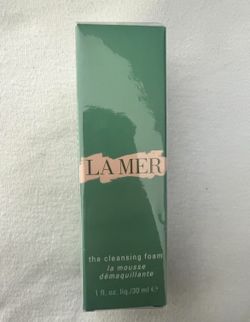 LA MER
the cleansing foam
la mousse
démaquillante
1 fl. oz. liq./30 ml ℮